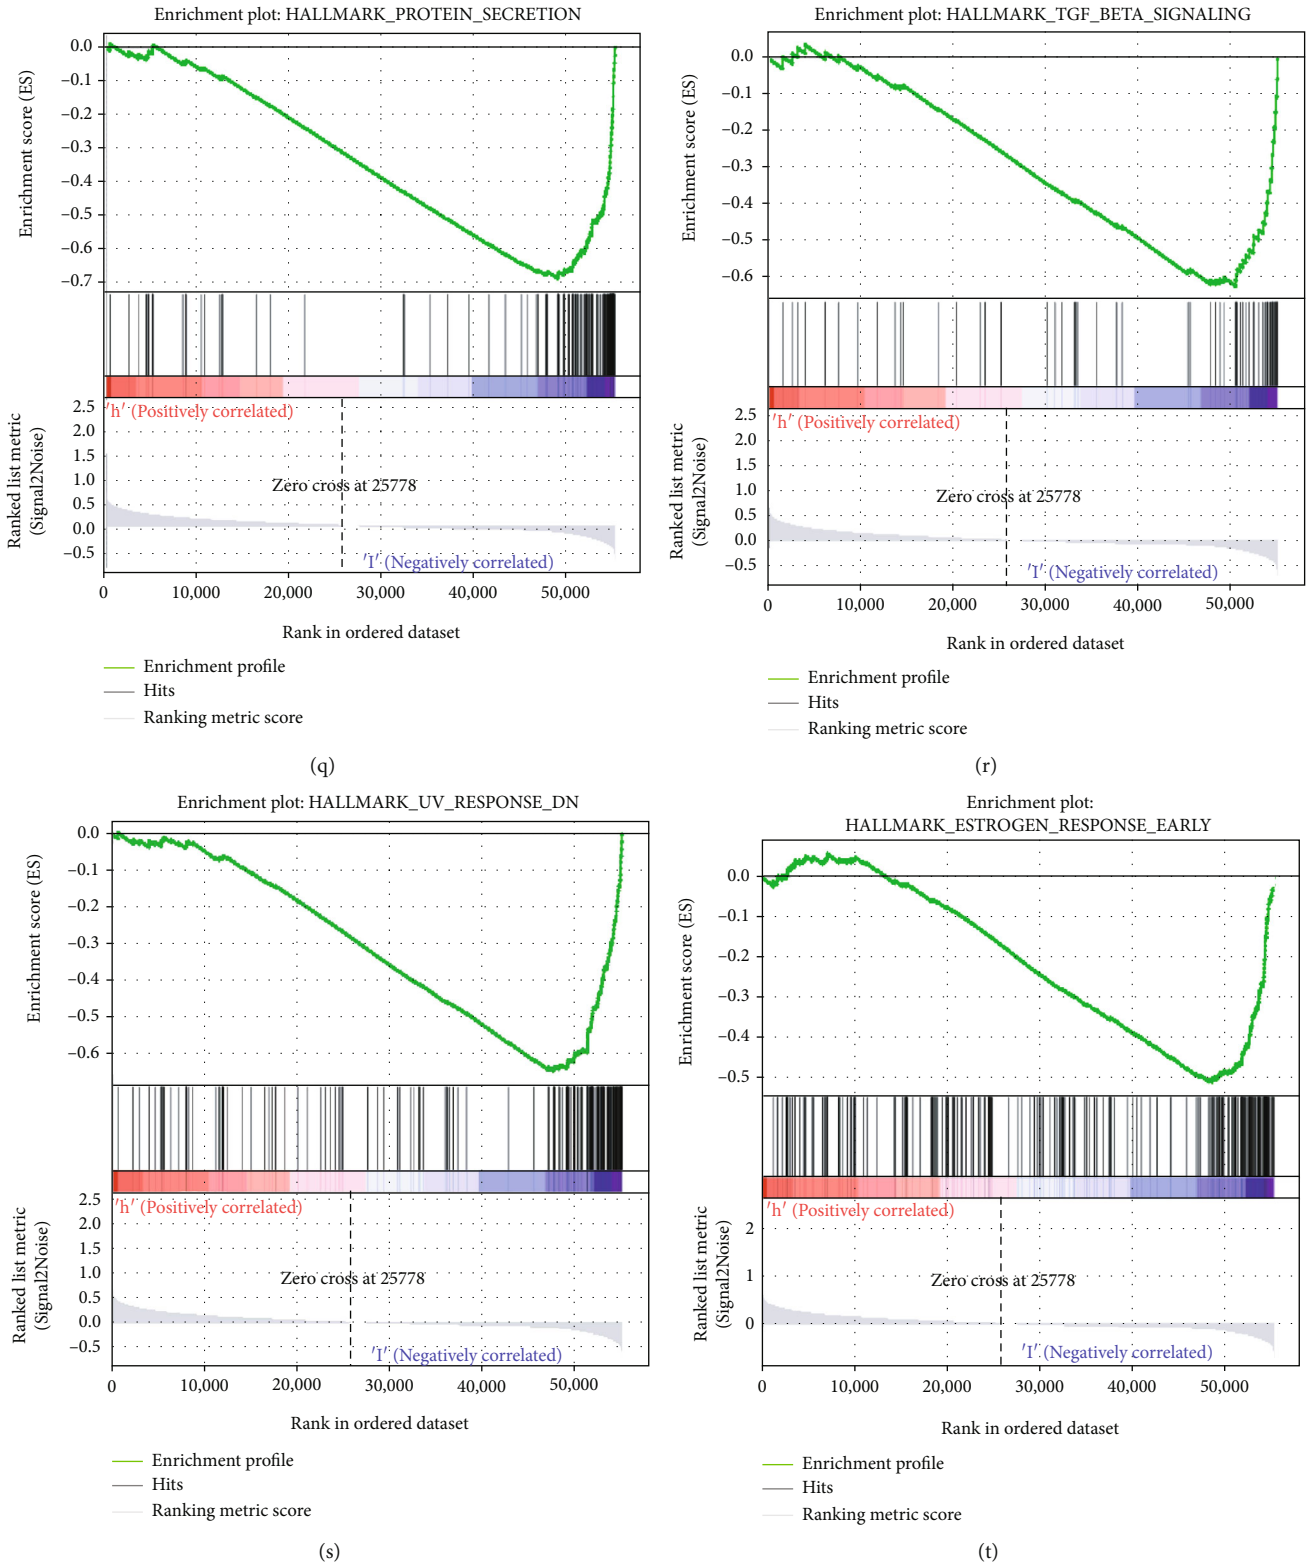 Enrichment plot: HALLMARK_PROTEIN_SECRETION
0.0
–0.1
–0.2
–0.3
–0.4
–0.5
–0.6
–0.7
Enrichment score (ES)
'h' (Positively correlated)
2.5
2.0
1.5
1.0
0.5
0.0
–0.5
Ranked list metric
(Signal2Noise)
Zero cross at 25778
'I' (Negatively correlated)
0 10,000 20,000 30,000 40,000 50,000
Rank in ordered dataset
Enrichment profile
Hits
Ranking metric score
(q)
Enrichment plot: HALLMARK_TGF_BETA_SIGNALING
0.0
–0.1
–0.2
–0.3
–0.4
–0.5
–0.6
Enrichment score (ES)
'h' (Positively correlated)
2.5
2.0
1.5
1.0
0.5
0.0
–0.5
Ranked list metric
(Signal2Noise)
Zero cross at 25778
'I' (Negatively correlated)
0 10,000 20,000 30,000 40,000 50,000
Rank in ordered dataset
Enrichment profile
Hits
Ranking metric score
(r)
Enrichment plot: HALLMARK_UV_RESPONSE_DN
0.0
–0.1
–0.2
–0.3
–0.4
–0.5
–0.6
Enrichment score (ES)
'h' (Positively correlated)
2.5
2.0
1.5
1.0
0.5
0.0
–0.5
Ranked list metric
(Signal2Noise)
Zero cross at 25778
'I' (Negatively correlated)
0 10,000 20,000 30,000 40,000 50,000
Rank in ordered dataset
Enrichment profile
Hits
Ranking metric score
(s)
Enrichment plot:
HALLMARK_ESTROGEN_RESPONSE_EARLY
0.0
–0.1
–0.2
–0.3
–0.4
–0.5
Enrichment score (ES)
'h' (Positively correlated)
2
1
0
Ranked list metric
(Signal2Noise)
Zero cross at 25778
'I' (Negatively correlated)
0 10,000 20,000 30,000 40,000 50,000
Rank in ordered dataset
Enrichment profile
Hits
Ranking metric score
(t)